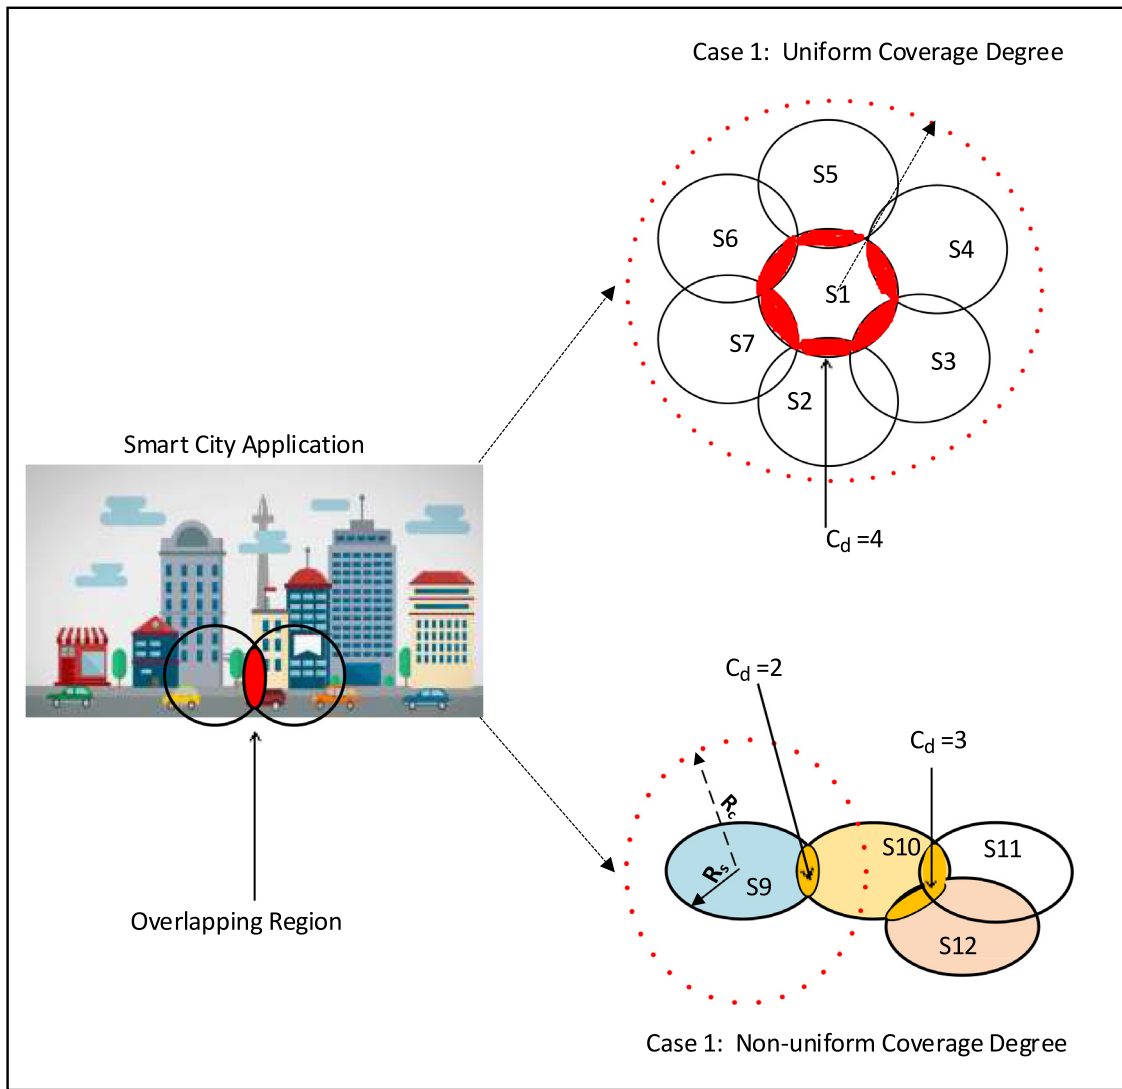 Case 1:  Uniform Coverage Degree
S5
S6
S4
S1
S7
S3
S2
Smart City Application
Cd =4
Cd =2
Cd =3
Rc
S10
S11
Rs
S9
Overlapping Region
S12
Case 1:  Non-uniform Coverage Degree